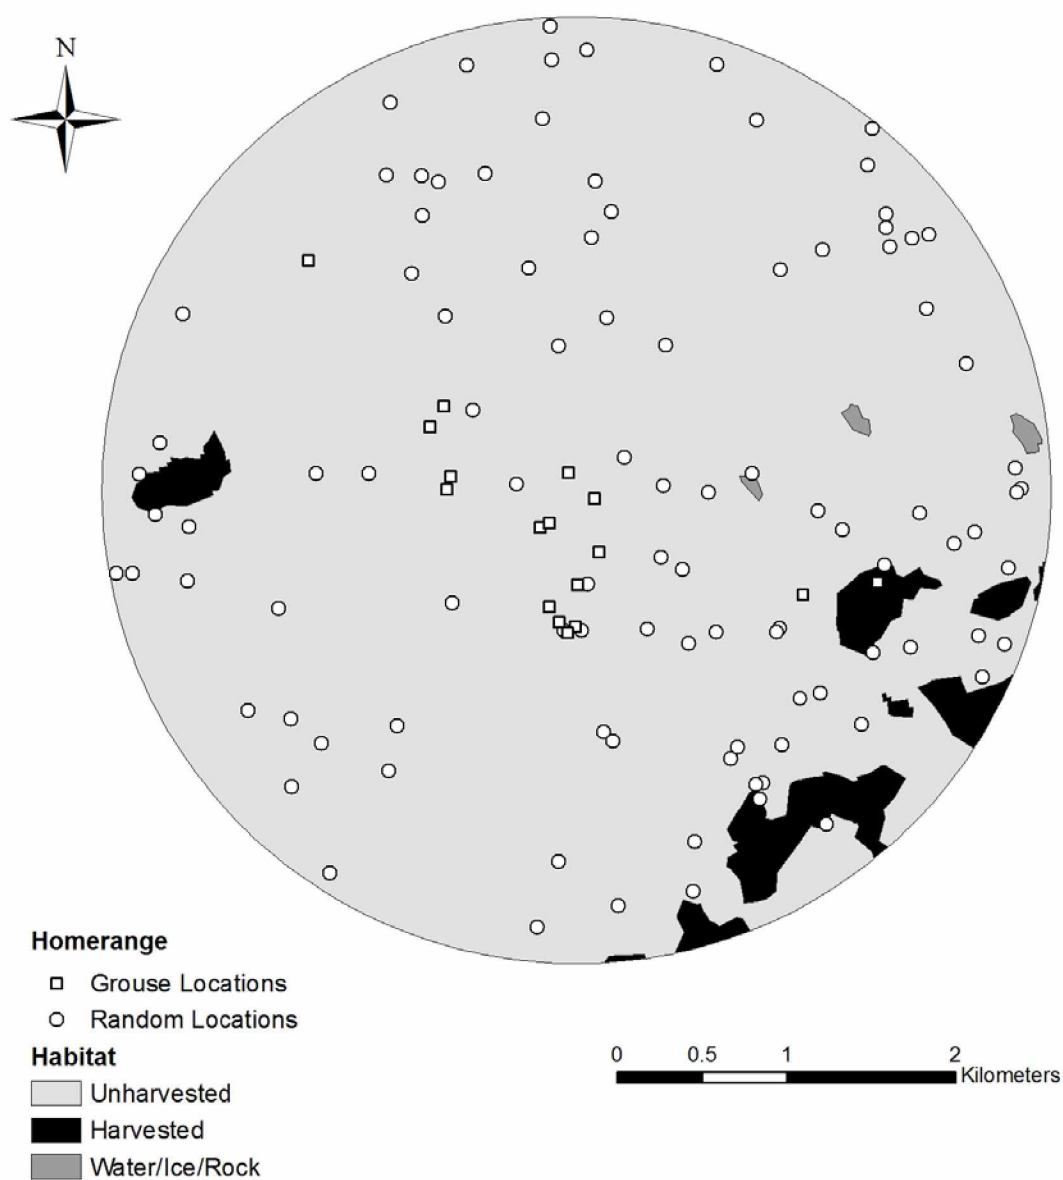 N
Homerange
Grouse Locations
Random Locations
Habitat
Unharvested
Harvested
Water/Ice/Rock
0 0.5 1 2
Kilometers